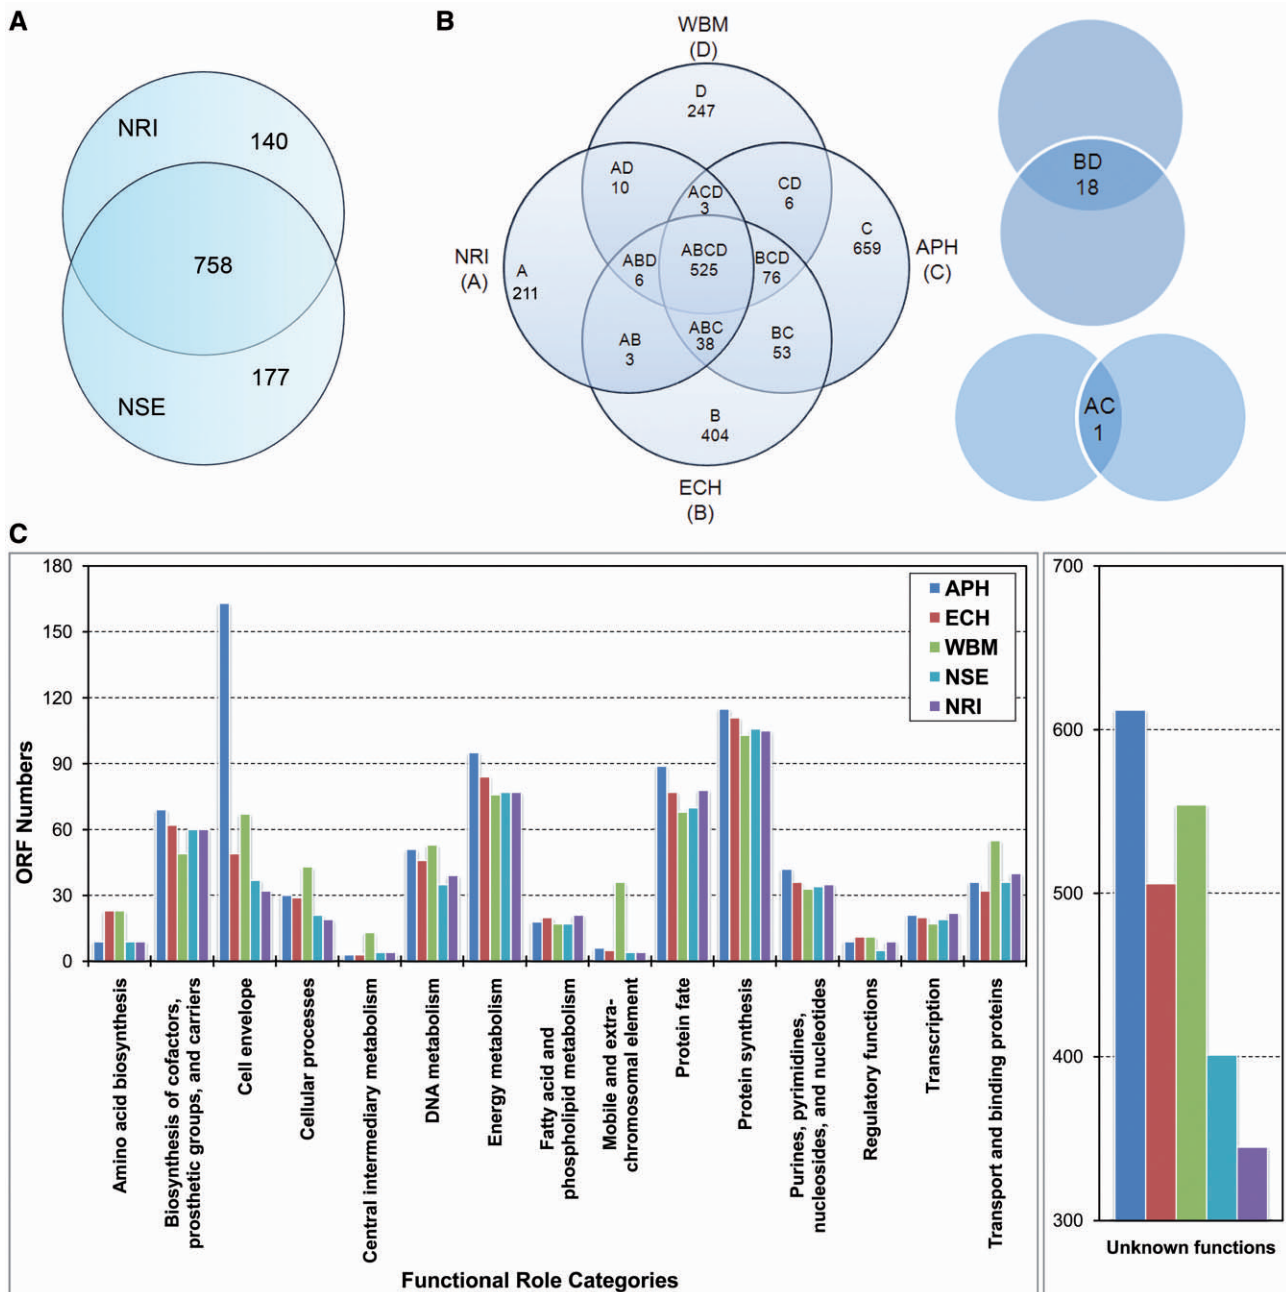 A
NRI
140
758
177
NSE
B
WBM
(D)
D
247
AD
10
ACD
3
CD
6
C
659
NRI
(A)
A
211
ABD
6
ABCD
525
BCD
76
APH
(C)
AB
3
ABC
38
BC
53
B
404
ECH
(B)
BD
18
AC
1
C
180
150
120
90
60
30
0
ORF Numbers
APH
ECH
WBM
NSE
NRI
Amino acid biosynthesis
Biosynthesis of cofactors,
prosthetic groups, and carriers
Cell envelope
Cellular processes
Central intermediary metabolism
DNA metabolism
Energy metabolism
Fatty acid and
phospholipid metabolism
Mobile and extra-
chromosomal element
Protein fate
Protein synthesis
Purines, pyrimidines,
nucleosides, and nucleotides
Regulatory functions
Transcription
Transport and binding proteins
Functional Role Categories
700
600
500
400
300
Unknown functions